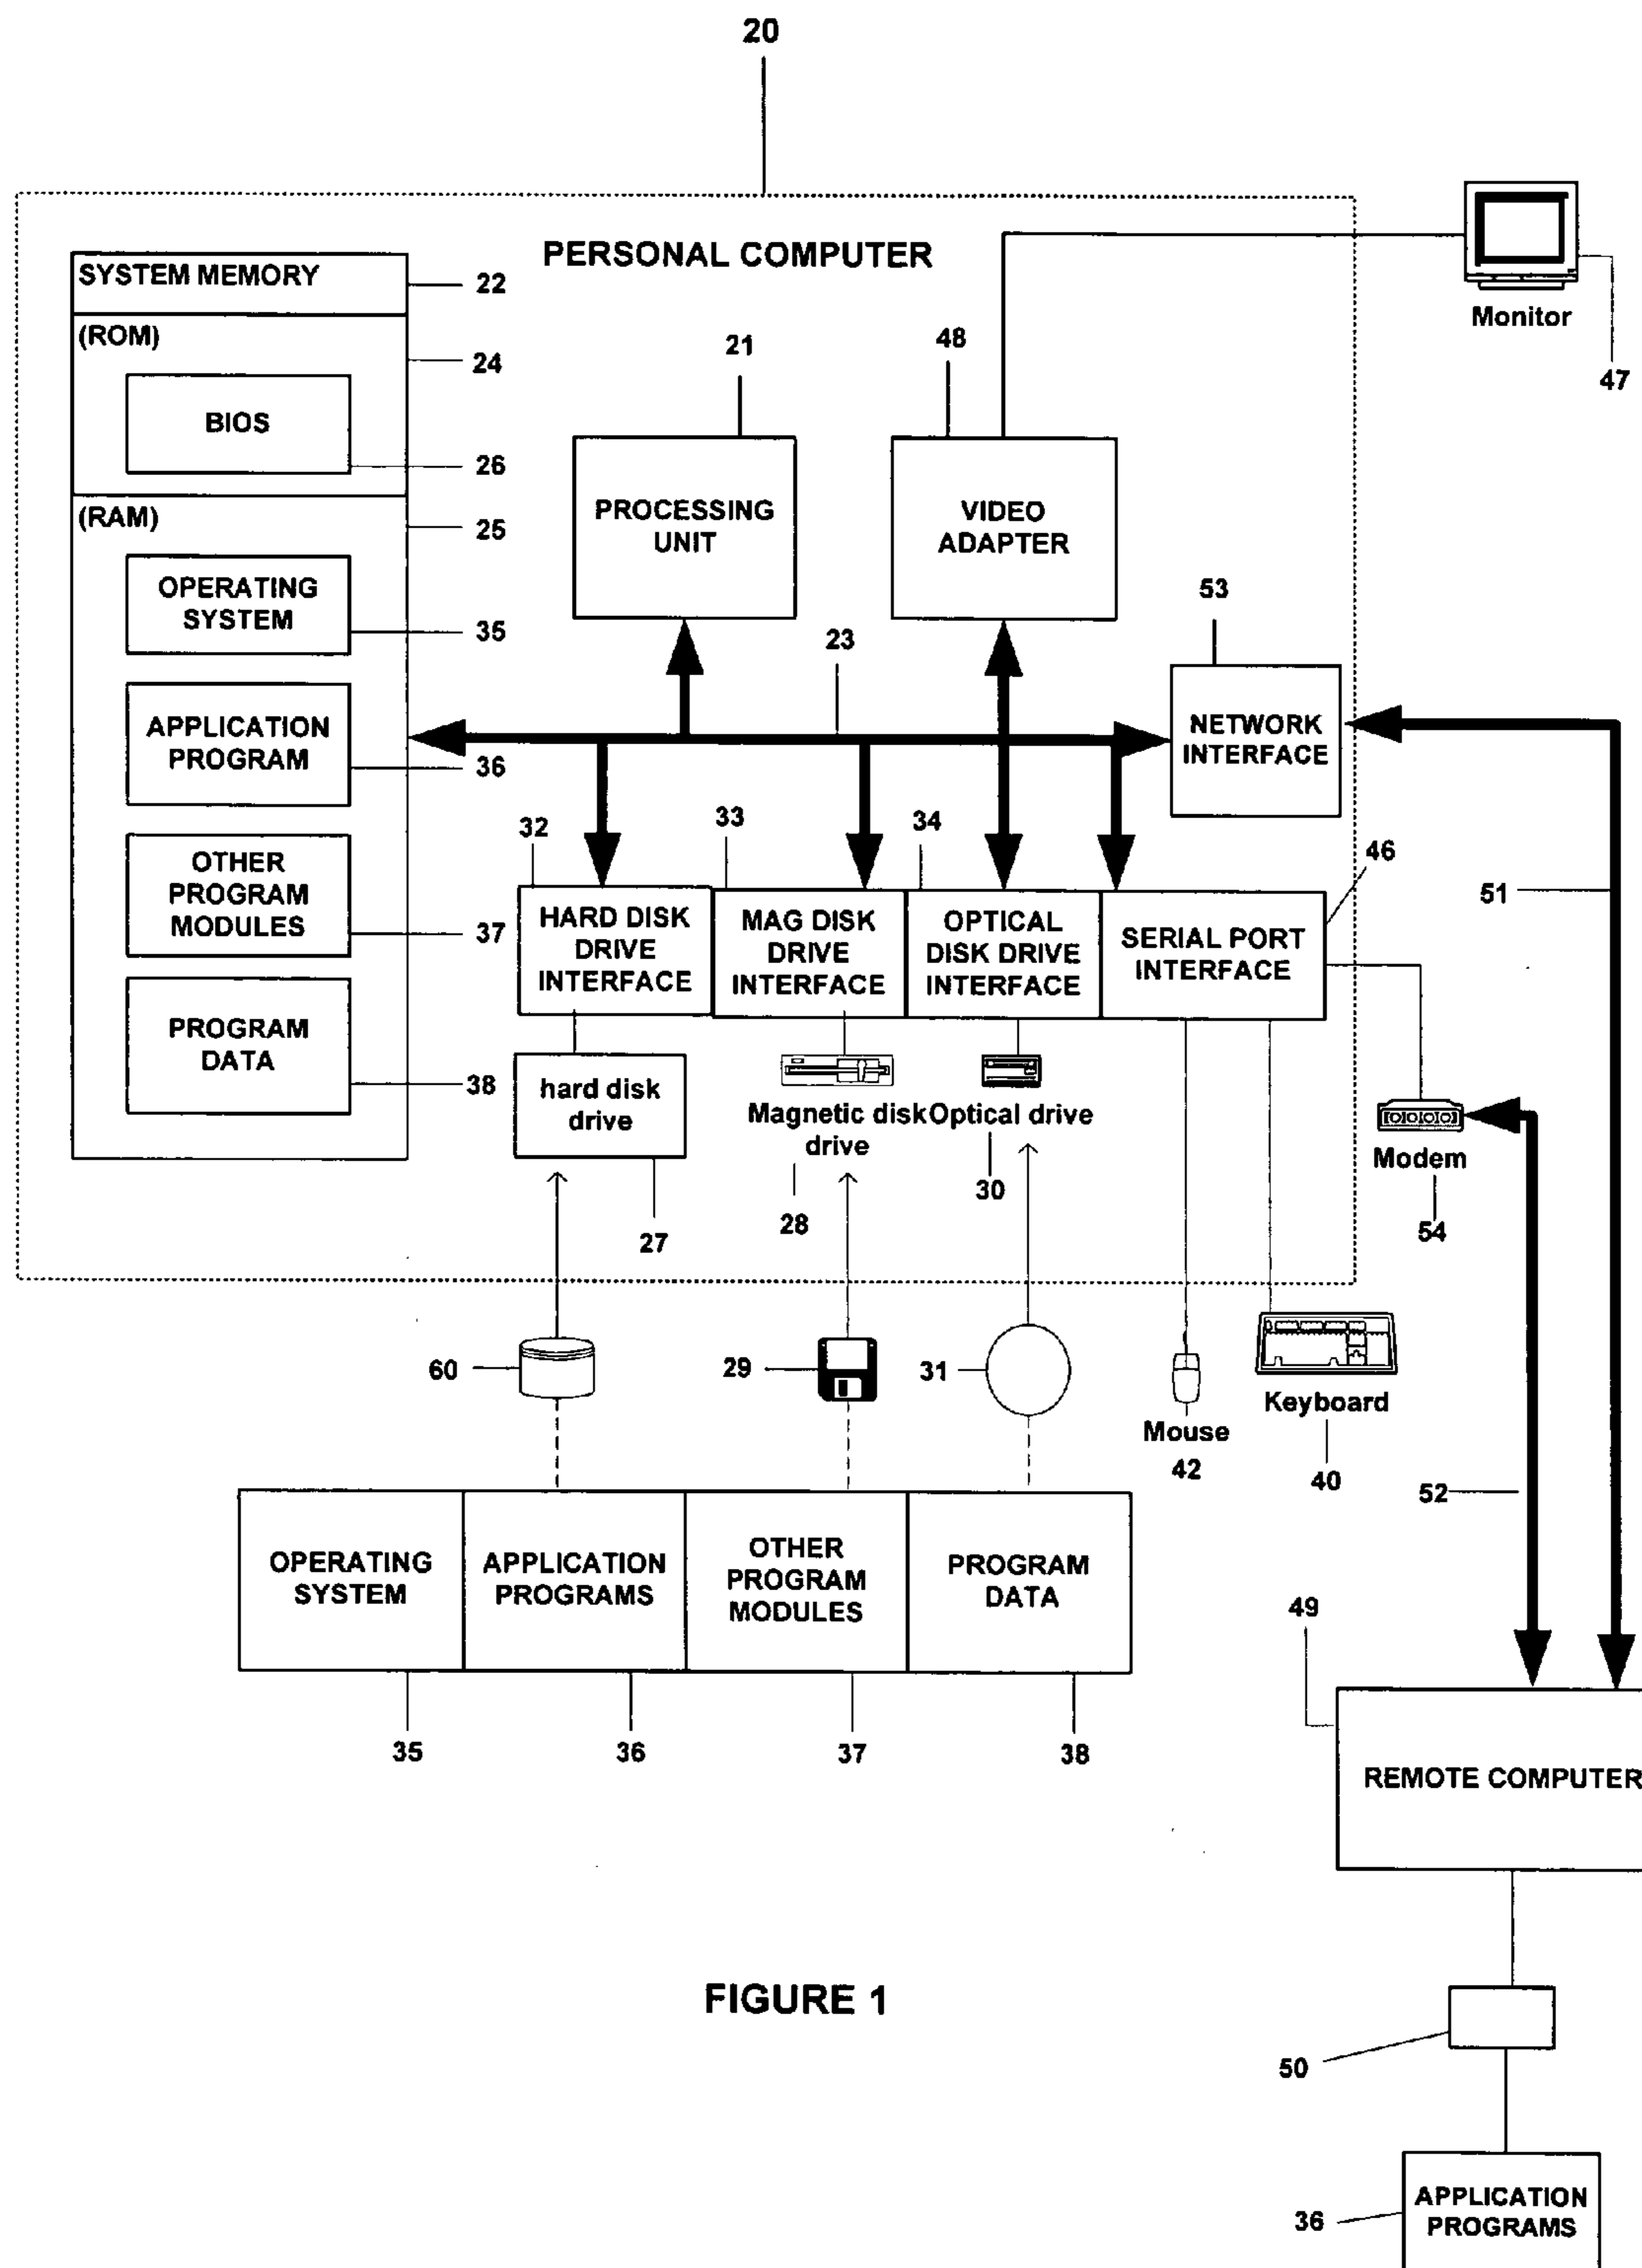 20
PERSONAL COMPUTER
SYSTEM MEMORY
22
(ROM)
24
BIOS
26
(RAM)
25
OPERATING
SYSTEM
35
APPLICATION
PROGRAM
36
OTHER
PROGRAM
MODULES
37
PROGRAM
DATA
38
21
PROCESSING
UNIT
48
VIDEO
ADAPTER
Monitor
47
23
53
NETWORK
INTERFACE
32
HARD DISK
DRIVE
INTERFACE
33
MAG DISK
DRIVE
INTERFACE
34
OPTICAL
DISK DRIVE
INTERFACE
46
SERIAL PORT
INTERFACE
51
hard disk
drive
27
Magnetic disk
drive
28
Optical drive
30
Modem
54
60
29
31
Mouse
42
Keyboard
40
52
OPERATING
SYSTEM
APPLICATION
PROGRAMS
OTHER
PROGRAM
MODULES
PROGRAM
DATA
35
36
37
38
49
REMOTE COMPUTER
FIGURE 1
50
36
APPLICATION
PROGRAMS